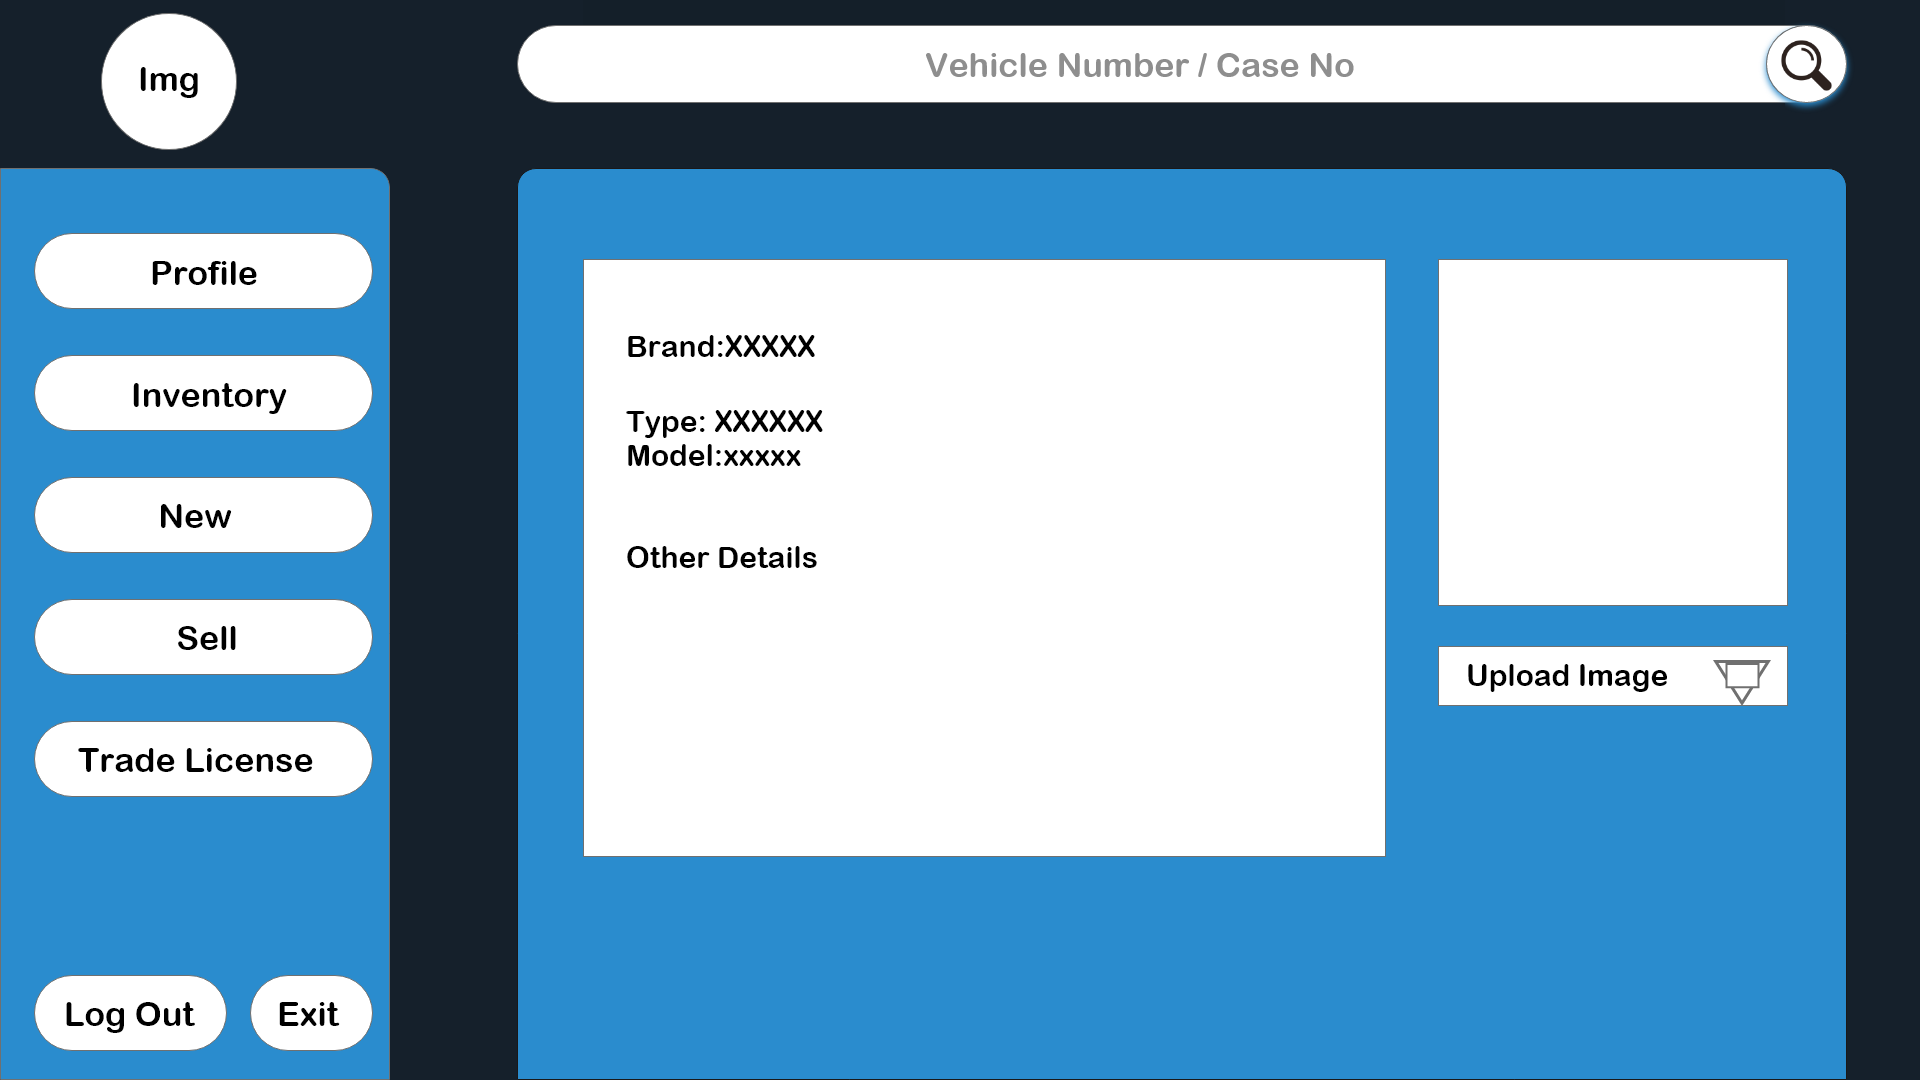 Img
Vehicle Number / Case No
Profile
Inventory
New
Sell
Trade License
Log Out
Exit
Brand:XXXXX
Type: XXXXXX
Model:xxxxx
Other Details
Upload Image